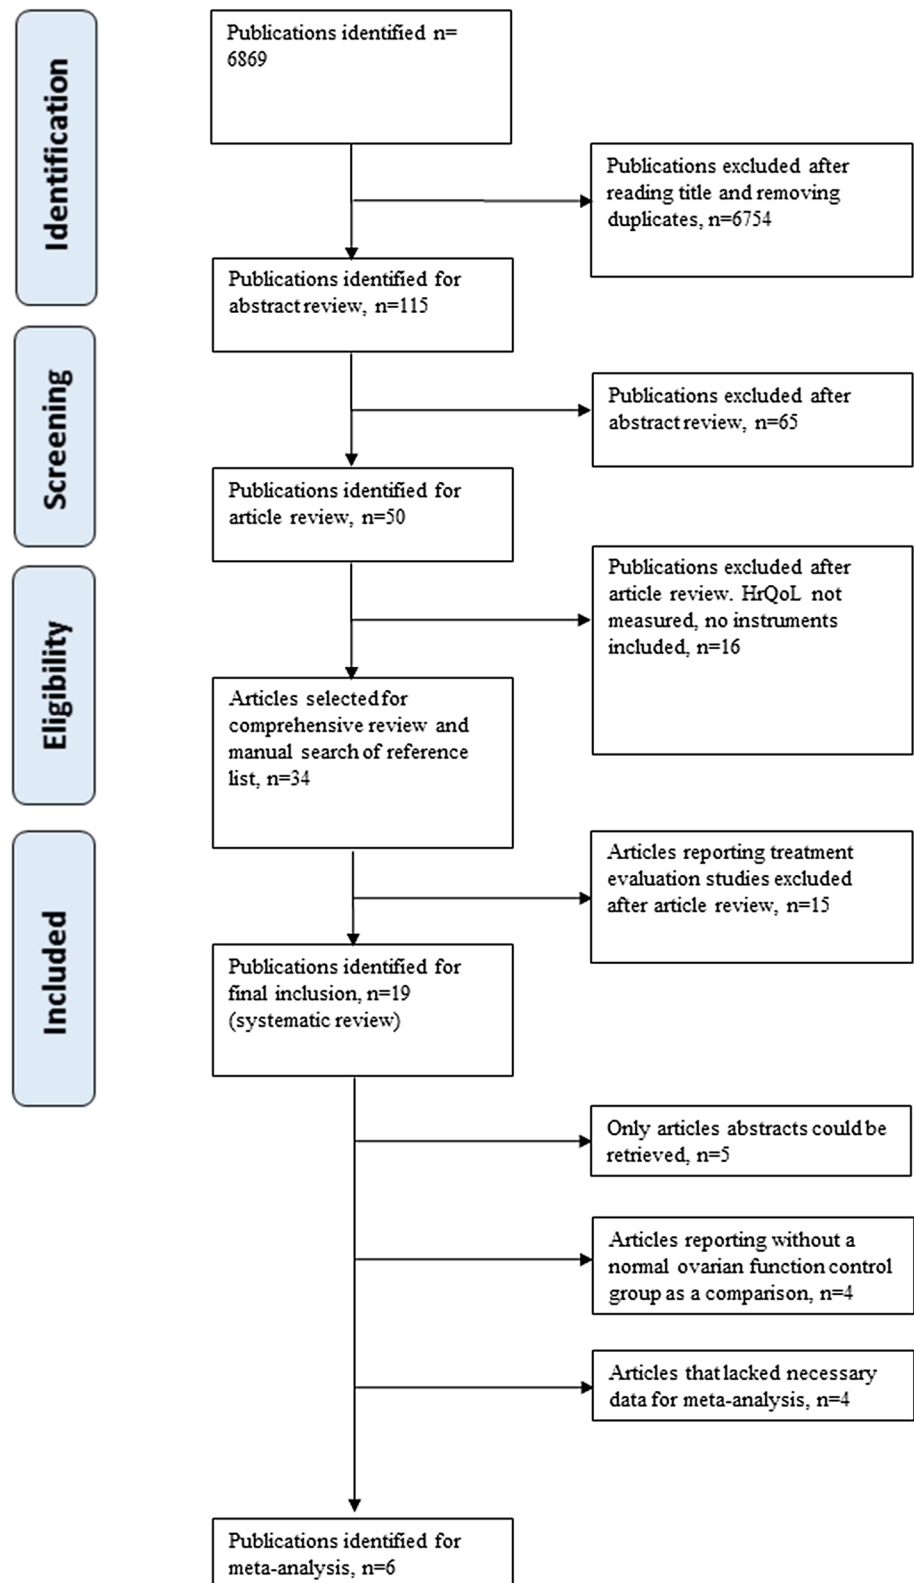 Identification
Publications identified n=
6869
Publications excluded after
reading title and removing
duplicates, n=6754
Publications identified for
abstract review, n=115
Screening
Publications excluded after
abstract review, n=65
Publications identified for
article review, n=50
Eligibility
Publications excluded after
article review. HrQoL not
measured, no instruments
included, n=16
Articles selected for
comprehensive review and
manual search of reference
list, n=34
Included
Articles reporting treatment
evaluation studies excluded
after article review, n=15
Publications identified for
final inclusion, n=19
(systematic review)
Only articles abstracts could be
retrieved, n=5
Articles reporting without a
normal ovarian function control
group as a comparison, n=4
Articles that lacked necessary
data for meta-analysis, n=4
Publications identified for
meta-analysis, n=6